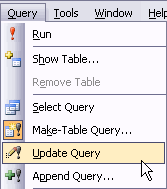 Query Tools Window Help
Run
Show Table...
Remove Table
Select Query
Make-Table Query...
Update Query
Append Query...